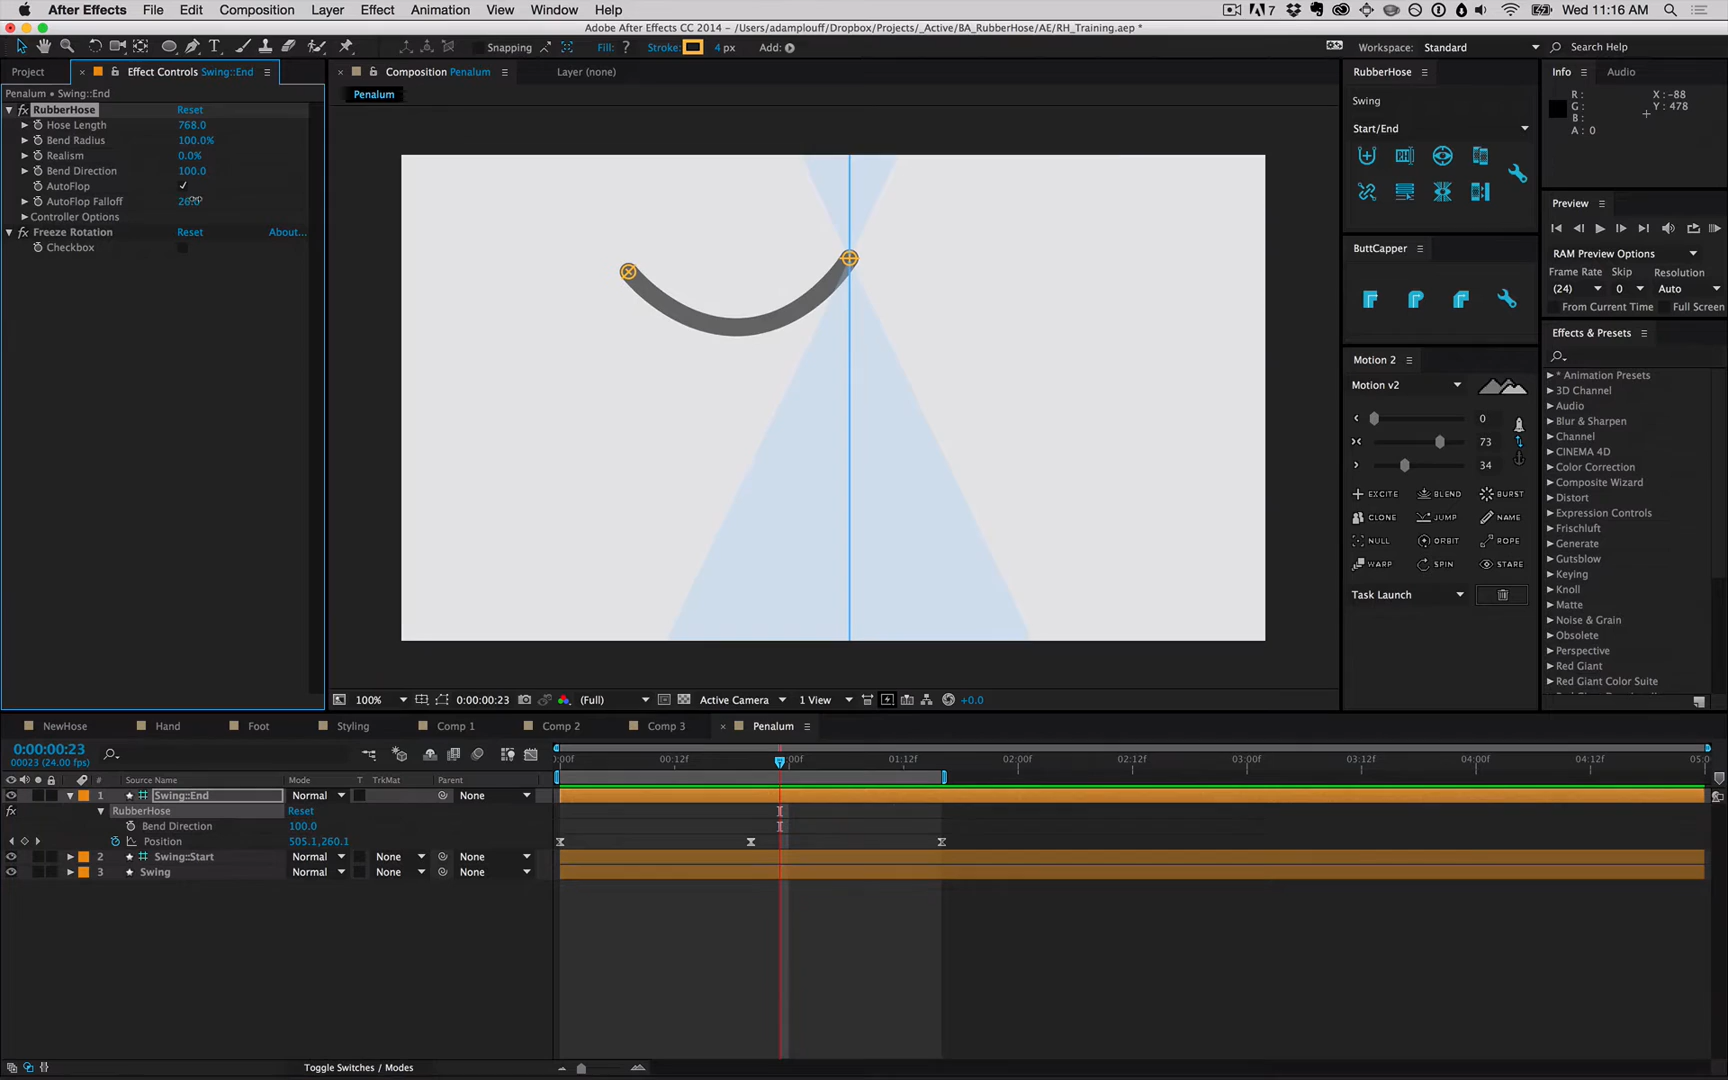 After Effects File Edit Composition Layer Effect Animation View Window Help 7 Wed 11:16 AM
Adobe After Effects CC 2014 - /Users/adamplouff/Dropbox/Projects/_Active/BA_RubberHose/AE/RH_Training.aep *
Snapping Fill: ? Stroke: 4 px Add: Workspace: Standard Search Help
Project Effect Controls Swing::End Composition Penalum Layer (none) RubberHose Info Audio
Penalum • Swing::End Penalum
RubberHose Reset
Hose Length 768.0
Bend Radius 100.0%
Realism 0.0%
Bend Direction 100.0
AutoFlop
AutoFlop Falloff
Controller Options
Freeze Rotation Reset About...
Checkbox
Swing
Start/End
ButtCapper
Motion 2
Motion v2
0
73
34
EXCITE BLEND BURST
CLONE JUMP NAME
NULL ORBIT ROPE
WARP SPIN STARE
Task Launch
R: X : -88
G: Y : 478
B:
A : 0
Preview
RAM Preview Options
Frame Rate Skip Resolution
(24) 0 Auto
From Current Time Full Screen
Effects & Presets
* Animation Presets
3D Channel
Audio
Blur & Sharpen
Channel
CINEMA 4D
Color Correction
Composite Wizard
Distort
Expression Controls
Frischluft
Generate
Gutsblow
Keying
Knoll
Matte
Noise & Grain
Obsolete
Perspective
Red Giant
Red Giant Color Suite
100% 0:00:00:23 (Full) Active Camera 1 View +0.0
NewHose Hand Foot Styling Comp 1 Comp 2 Comp 3 Penalum
0:00:00:23
00023 (24.00 fps)
:00f 00:12f 00f 01:12f 02:00f 02:12f 03:00f 03:12f 04:00f 04:12f 05:0
# Source Name Mode T TrkMat Parent
1 Swing::End Normal None
RubberHose Reset
Bend Direction 100.0
Position 505.1,260.1
2 Swing::Start Normal None None
3 Swing Normal None None
Toggle Switches / Modes